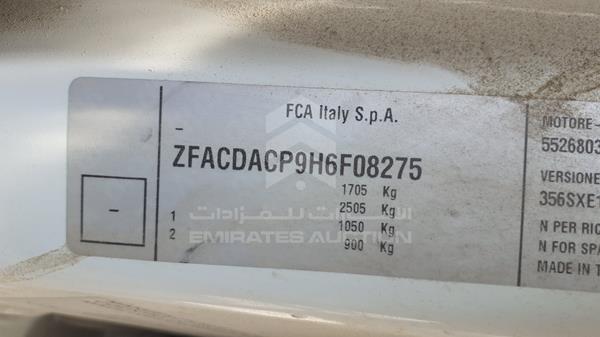 FCA Italy S.p.A.
-
ZFACDACP9H6F08275
1705 Kg
2505 Kg
1 1050 Kg
2 900 Kg
-
MOTORE-
5526803
VERSIONE
356SXE1
N PER RIC
N FOR SPA
MADE IN T
الإمارات للمزادات
EMIRATES AUCTION